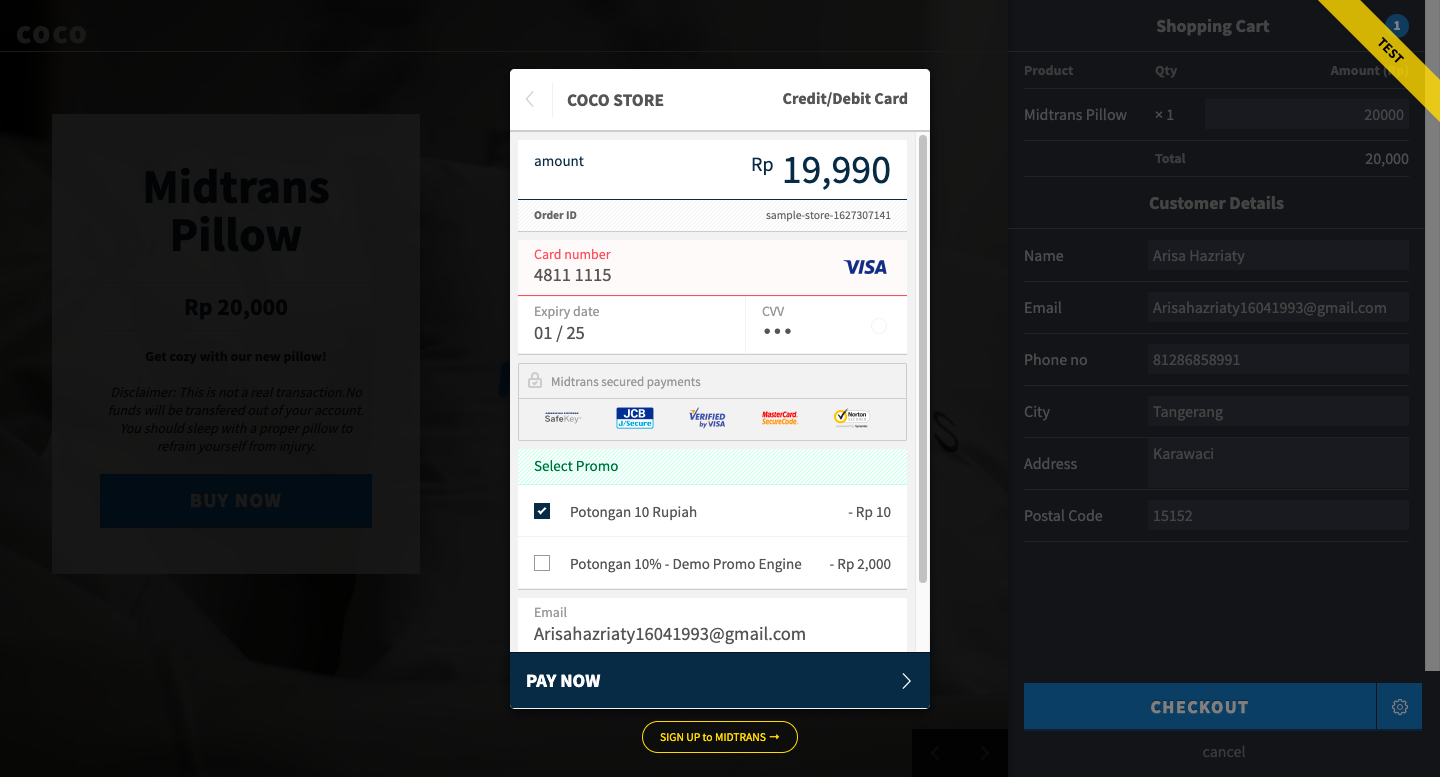 COCO
Midtrans
Pillow
Rp 20,000
Get cozy with our new pillow!
Disclaimer: This is not a real transaction.No
funds will be transfered out of your account.
You should sleep with a proper pillow to
refrain yourself from injury.
BUY NOW
COCO STORE Credit/Debit Card
amount Rp 19,990
Order ID sample-store-1627307141
Card number
4811 1115 VISA
Expiry date CVV
01 / 25
Midtrans secured payments
SafeKey JCB J/Secure VERIFIED by VISA MasterCard. SecureCode. Norton
Select Promo
Potongan 10 Rupiah - Rp 10
Potongan 10% - Demo Promo Engine - Rp 2,000
Email
Arisahazriaty16041993@gmail.com
PAY NOW
SIGN UP to MIDTRANS →
Shopping Cart 1
TEST
Product Qty Amount (Rp)
Midtrans Pillow × 1 20000
Total 20,000
Customer Details
Name Arisa Hazriaty
Email Arisahazriaty16041993@gmail.com
Phone no 81286858991
City Tangerang
Address Karawaci
Postal Code 15152
CHECKOUT
cancel